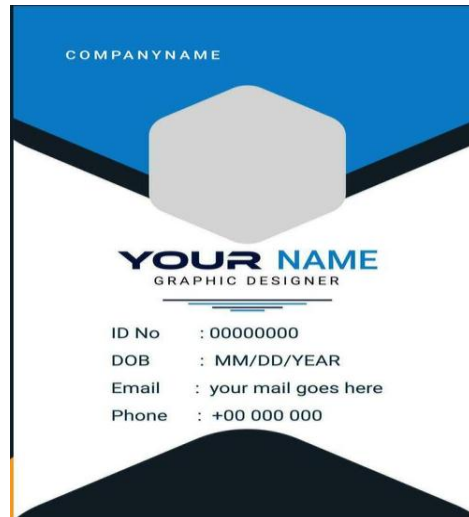 COMPANYNAME
YOUR NAME
GRAPHIC DESIGNER
ID No : 00000000
DOB : MM/DD/YEAR
Email : your mail goes here
Phone : +00 000 000